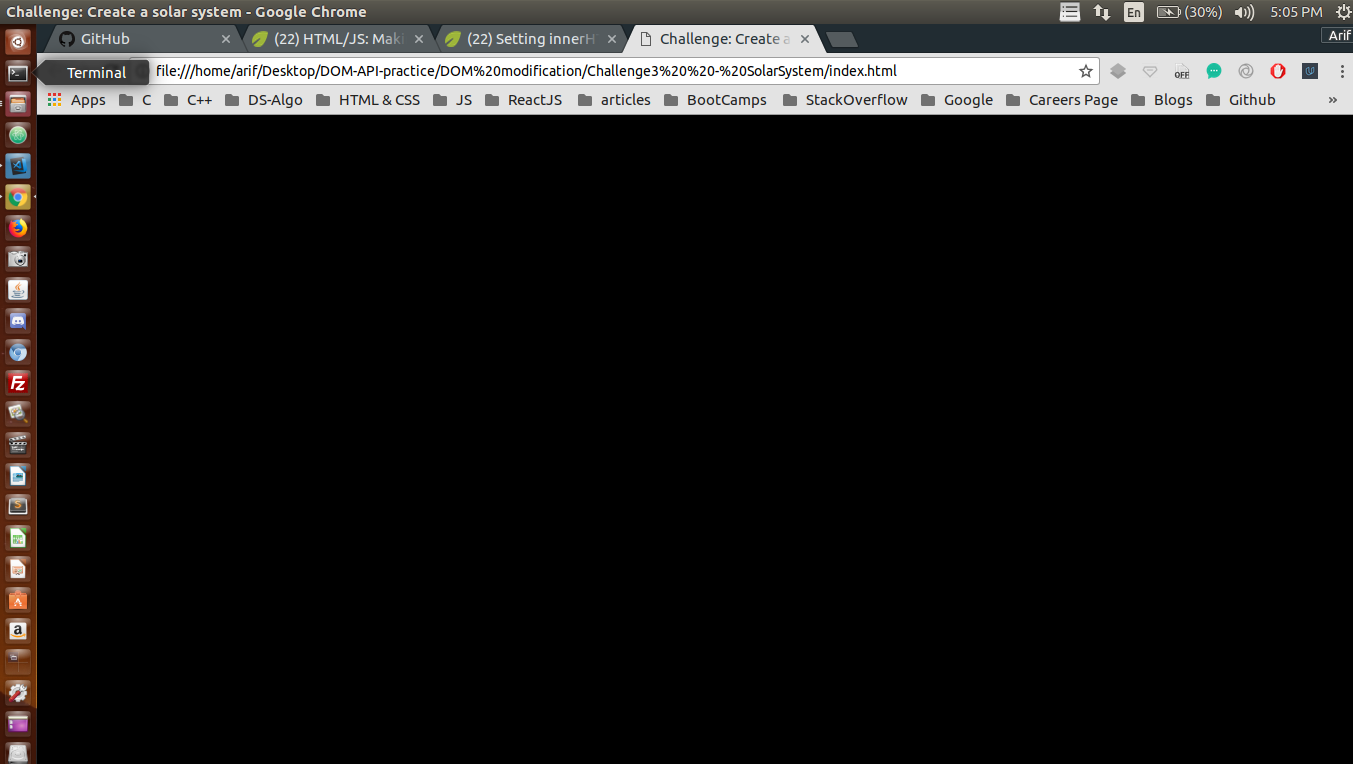 Challenge: Create a solar system - Google Chrome En (30%) 5:05 PM
GitHub (22) HTML/JS: Maki (22) Setting innerH Challenge: Create a Arif
Terminal file:///home/arif/Desktop/DOM-API-practice/DOM%20modification/Challenge3%20%20-%20SolarSystem/index.html OFF
Apps C C++ DS-Algo HTML & CSS JS ReactJS articles BootCamps StackOverflow Google Careers Page Blogs Github »
Fz
S
a